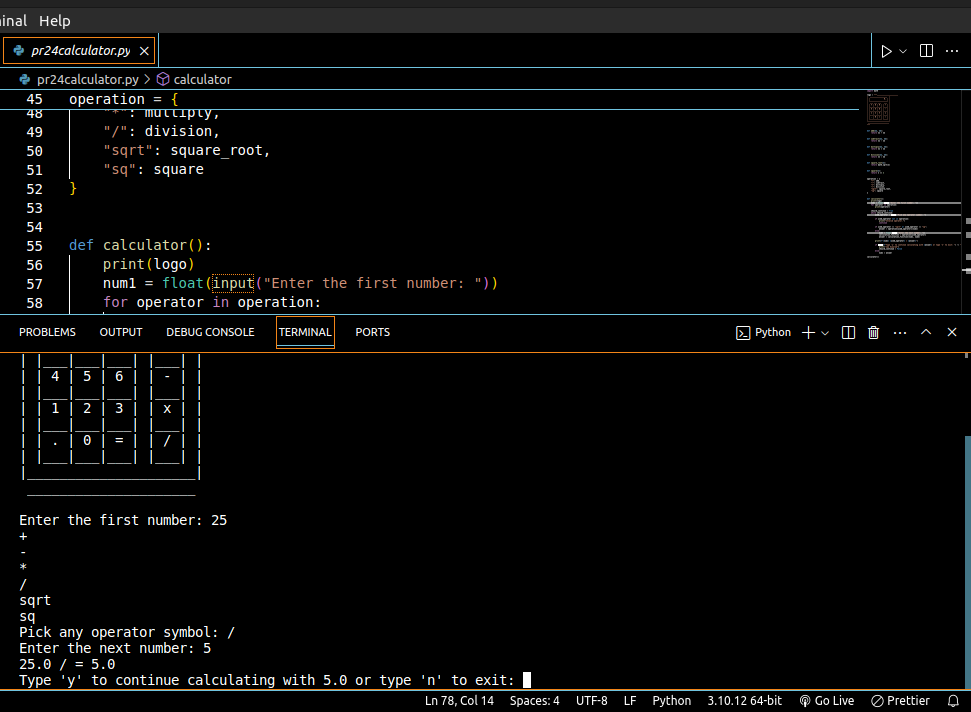 inal Help
pr24calculator.py
pr24calculator.py > calculator
45 operation = {
48 "*": multiply,
49 "/": division,
50 "sqrt": square_root,
51 "sq": square
52 }
53
54
55 def calculator():
56 print(logo)
57 num1 = float(input("Enter the first number: "))
58 for operator in operation:
PROBLEMS OUTPUT DEBUG CONSOLE TERMINAL PORTS Python
| |___|___|___| |___| |
| | 4 | 5 | 6 | | - | |
| |___|___|___| |___| |
| | 1 | 2 | 3 | | x | |
| |___|___|___| |___| |
| | . | 0 | = | | / | |
| |___|___|___| |___| |
|_____________________|
_____________________
Enter the first number: 25
+
-
*
/
sqrt
sq
Pick any operator symbol: /
Enter the next number: 5
25.0 / = 5.0
Type 'y' to continue calculating with 5.0 or type 'n' to exit:
Ln 78, Col 14 Spaces: 4 UTF-8 LF Python 3.10.12 64-bit Go Live Prettier